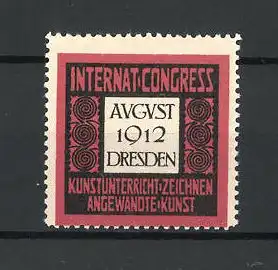 INTERNAT·CONGRESS
AVGVST
1912
DRESDEN
KUNSTUNTERRICHT·ZEICHNEN
ANGEWANDTE·KUNST